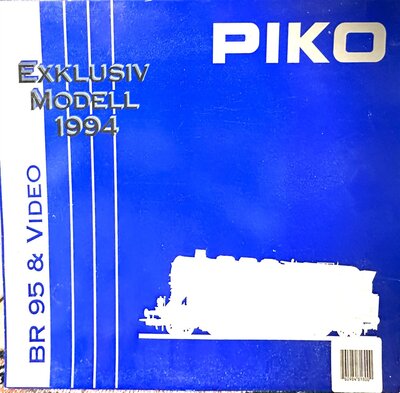 PIKO
EXKLUSIV
MODELL
1994
BR 95 & VIDEO